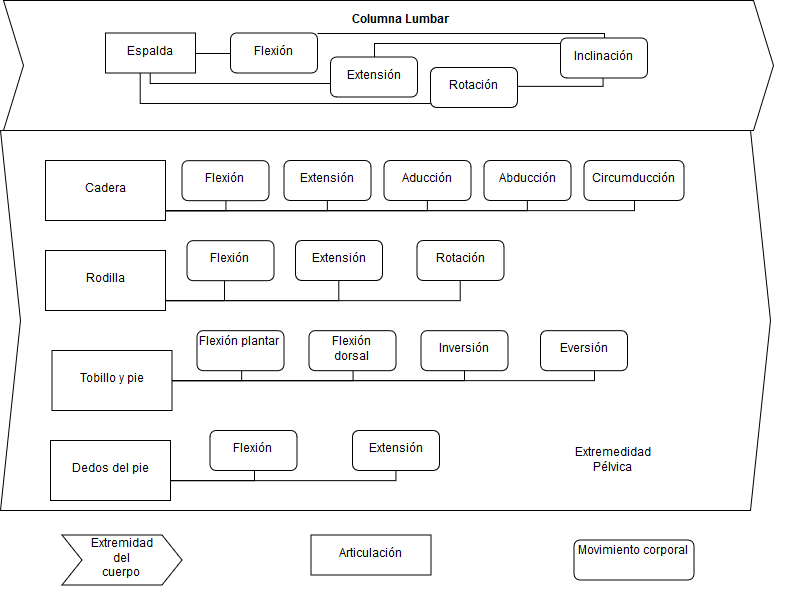 Columna Lumbar
Espalda
Flexión
Extensión
Rotación
Inclinación
Cadera
Flexión
Extensión
Aducción
Abducción
Circumducción
Rodilla
Flexión
Extensión
Rotación
Tobillo y pie
Flexión plantar
Flexión
dorsal
Inversión
Eversión
Dedos del pie
Flexión
Extensión
Extremedidad
Pélvica
Extremidad
del
cuerpo
Articulación
Movimiento corporal